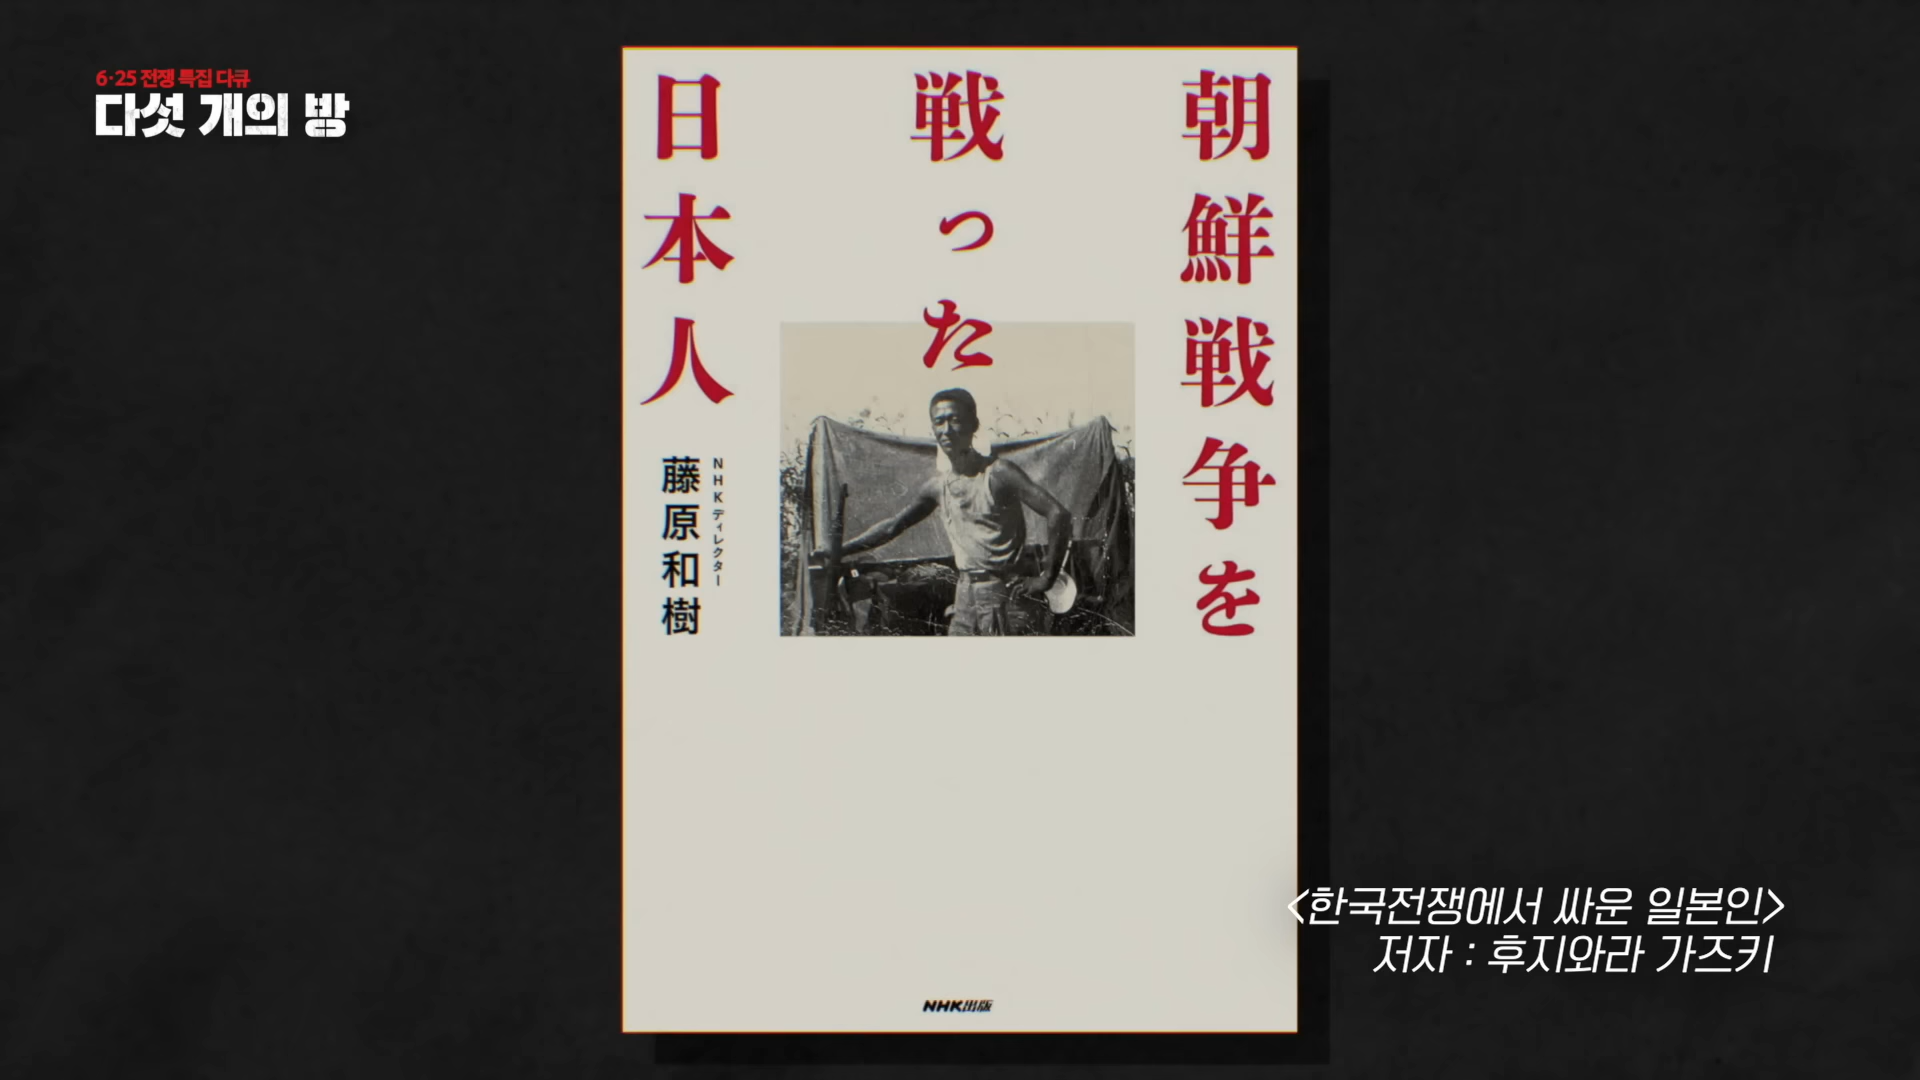 6·25 전쟁 특집 다큐
다섯 개의 방
朝鮮戦争を
戦った
日本人
NHKディレクター
藤原和樹
NHK出版
<한국전쟁에서 싸운 일본인>
저자 : 후지와라 가즈키